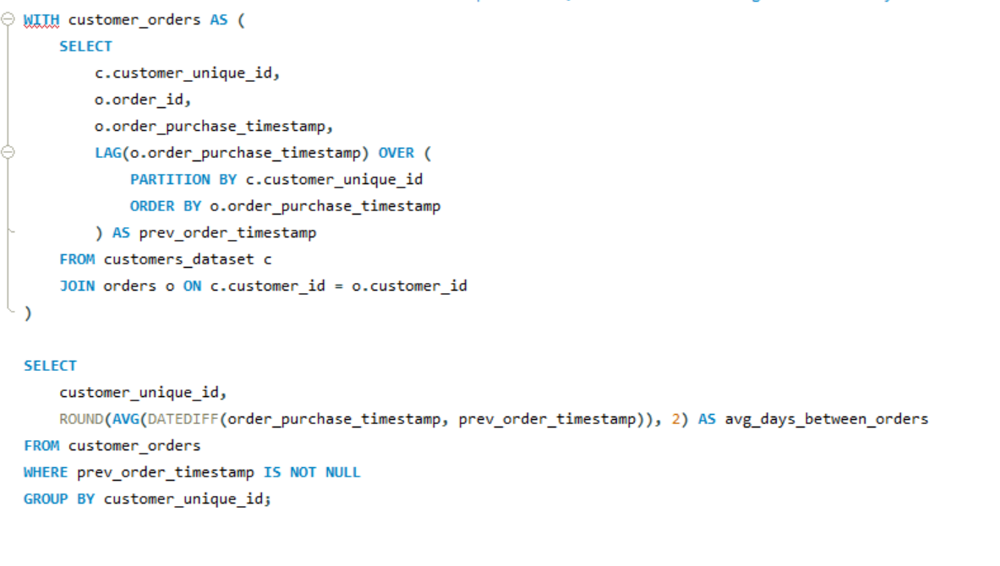 WITH customer_orders AS (
    SELECT
        c.customer_unique_id,
        o.order_id,
        o.order_purchase_timestamp,
        LAG(o.order_purchase_timestamp) OVER (
            PARTITION BY c.customer_unique_id
            ORDER BY o.order_purchase_timestamp
        ) AS prev_order_timestamp
    FROM customers_dataset c
    JOIN orders o ON c.customer_id = o.customer_id
)
SELECT
    customer_unique_id,
    ROUND(AVG(DATEDIFF(order_purchase_timestamp, prev_order_timestamp)), 2) AS avg_days_between_orders
FROM customer_orders
WHERE prev_order_timestamp IS NOT NULL
GROUP BY customer_unique_id;